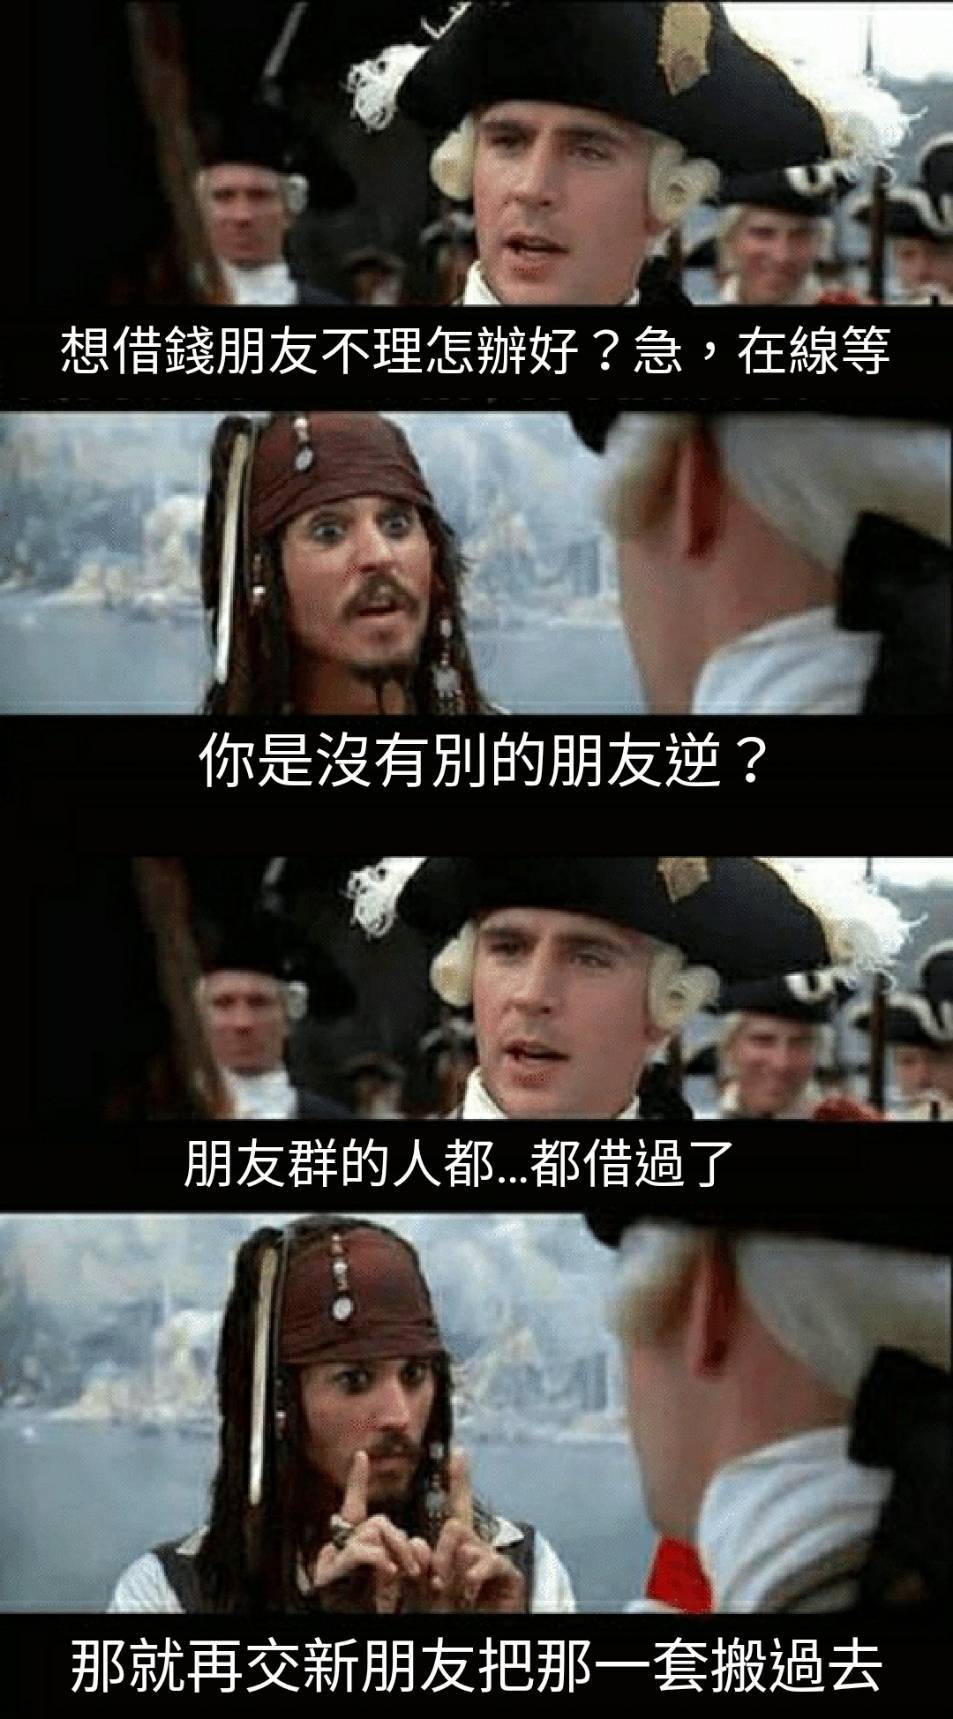 想借錢朋友不理怎辦好？急，在線等
你是沒有別的朋友逆？
朋友群的人都...都借過了
那就再交新朋友把那一套搬過去